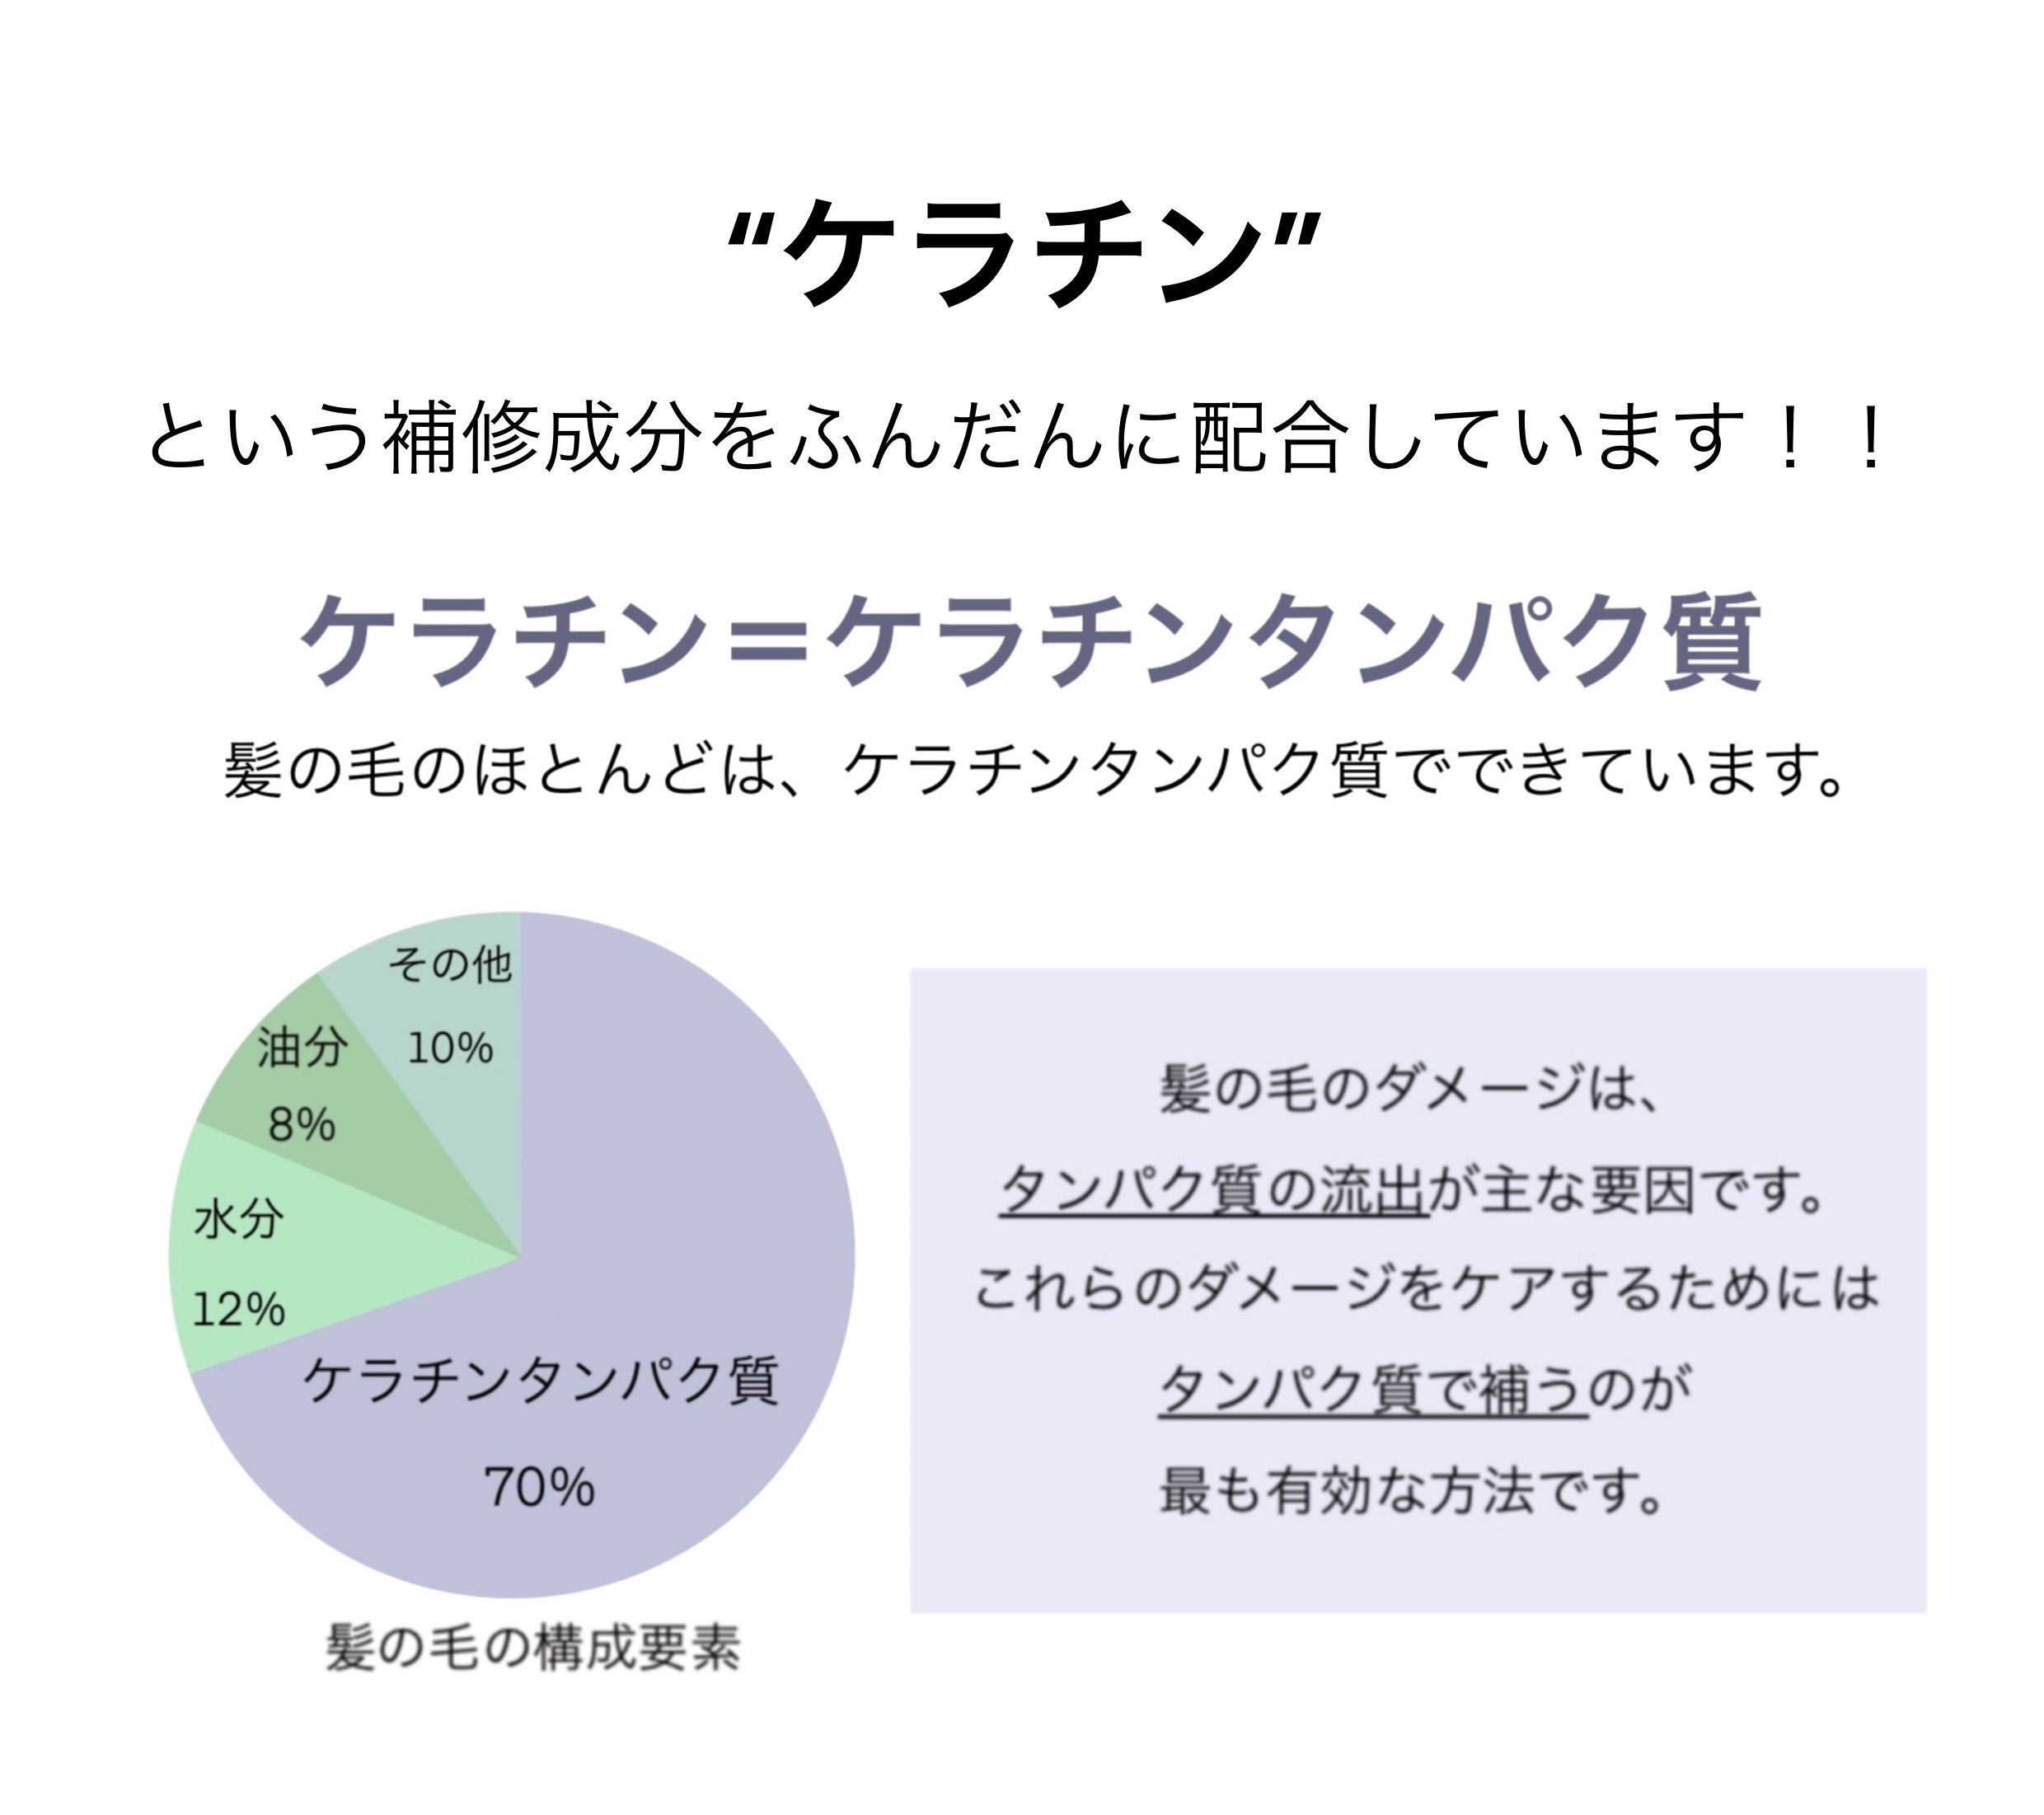 “ケラチン”
という補修成分をふんだんに配合しています！！
ケラチン＝ケラチンタンパク質
髪の毛のほとんどは、ケラチンタンパク質でできています。
その他
10%
油分
8%
水分
12%
ケラチンタンパク質
70%
髪の毛の構成要素
髪の毛のダメージは、
タンパク質の流出が主な要因です。
これらのダメージをケアするためには
タンパク質で補うのが
最も有効な方法です。